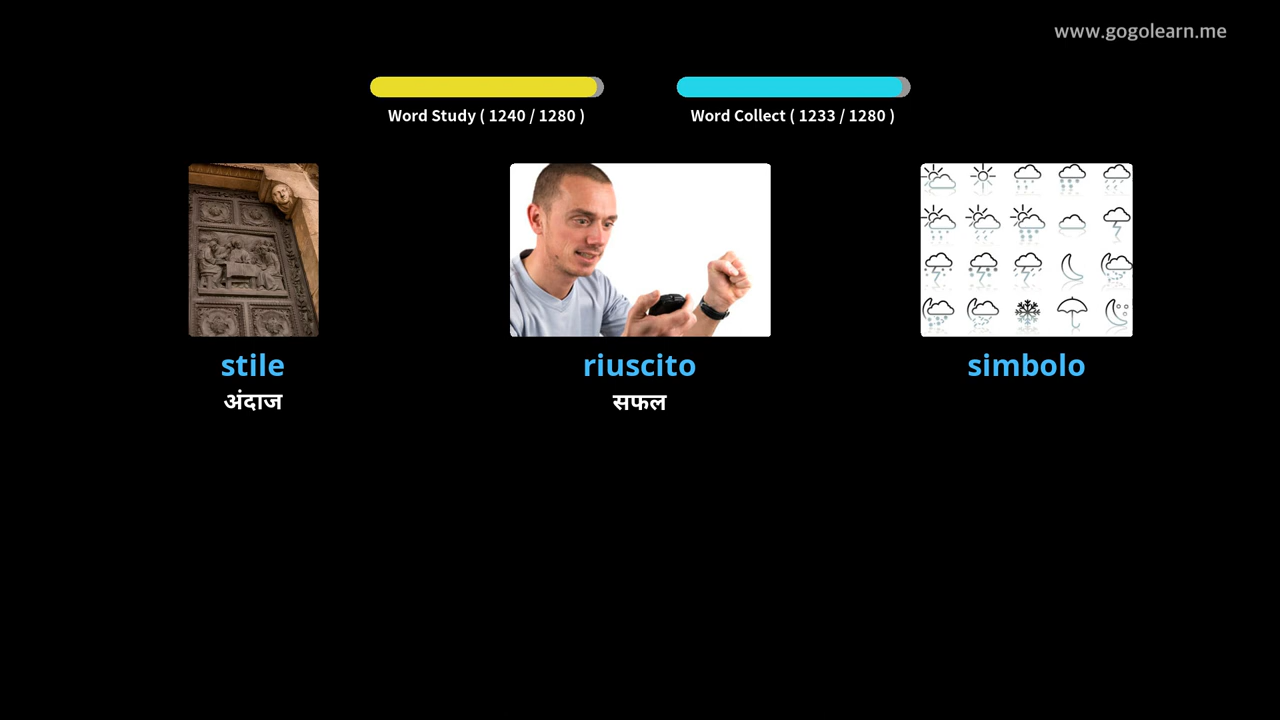 www.gogolearn.me
Word Study ( 1240 / 1280 )
Word Collect ( 1233 / 1280 )
stile
अंदाज
riuscito
सफल
simbolo